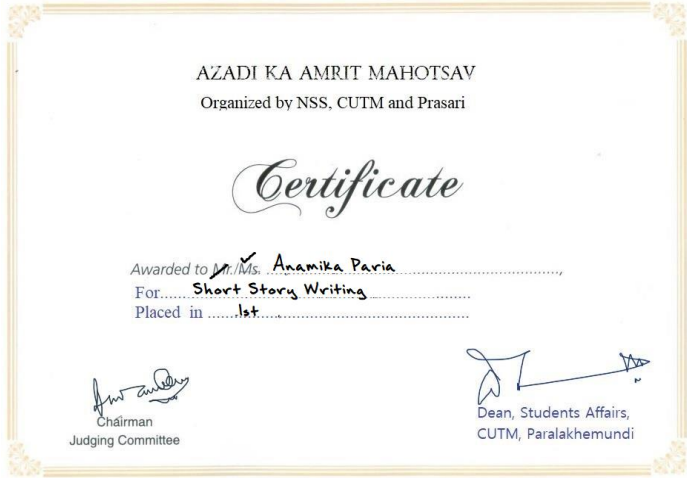 AZADI KA AMRIT MAHOTSAV
Organized by NSS, CUTM and Prasari
Certificate
Awarded to Mr./Ms. Anamika Paria
For...... Short Story Writing
Placed in ...... 1st
Chairman
Judging Committee
Dean, Students Affairs,
CUTM, Paralakhemundi